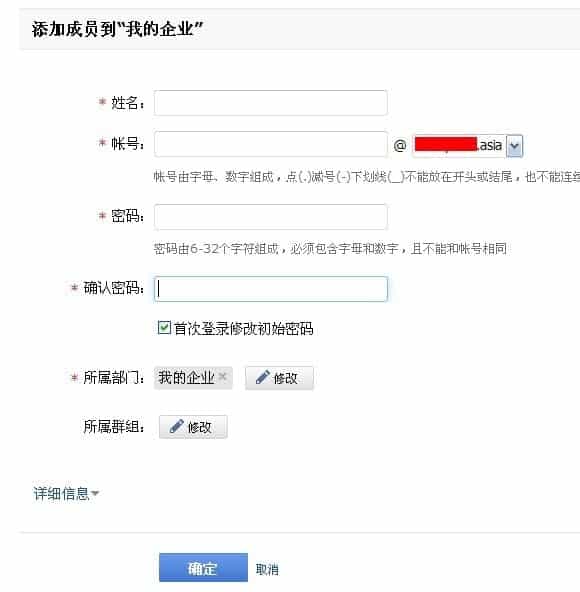 添加成员到“我的企业”
* 姓名：
* 帐号： @ .asia
帐号由字母、数字组成，点(.)减号(-)下划线(_)不能放在开头或结尾，也不能连续
* 密码：
密码由6-32个字符组成，必须包含字母和数字，且不能和帐号相同
* 确认密码：
首次登录修改初始密码
* 所属部门： 我的企业× 修改
所属群组： 修改
详细信息
确定 取消